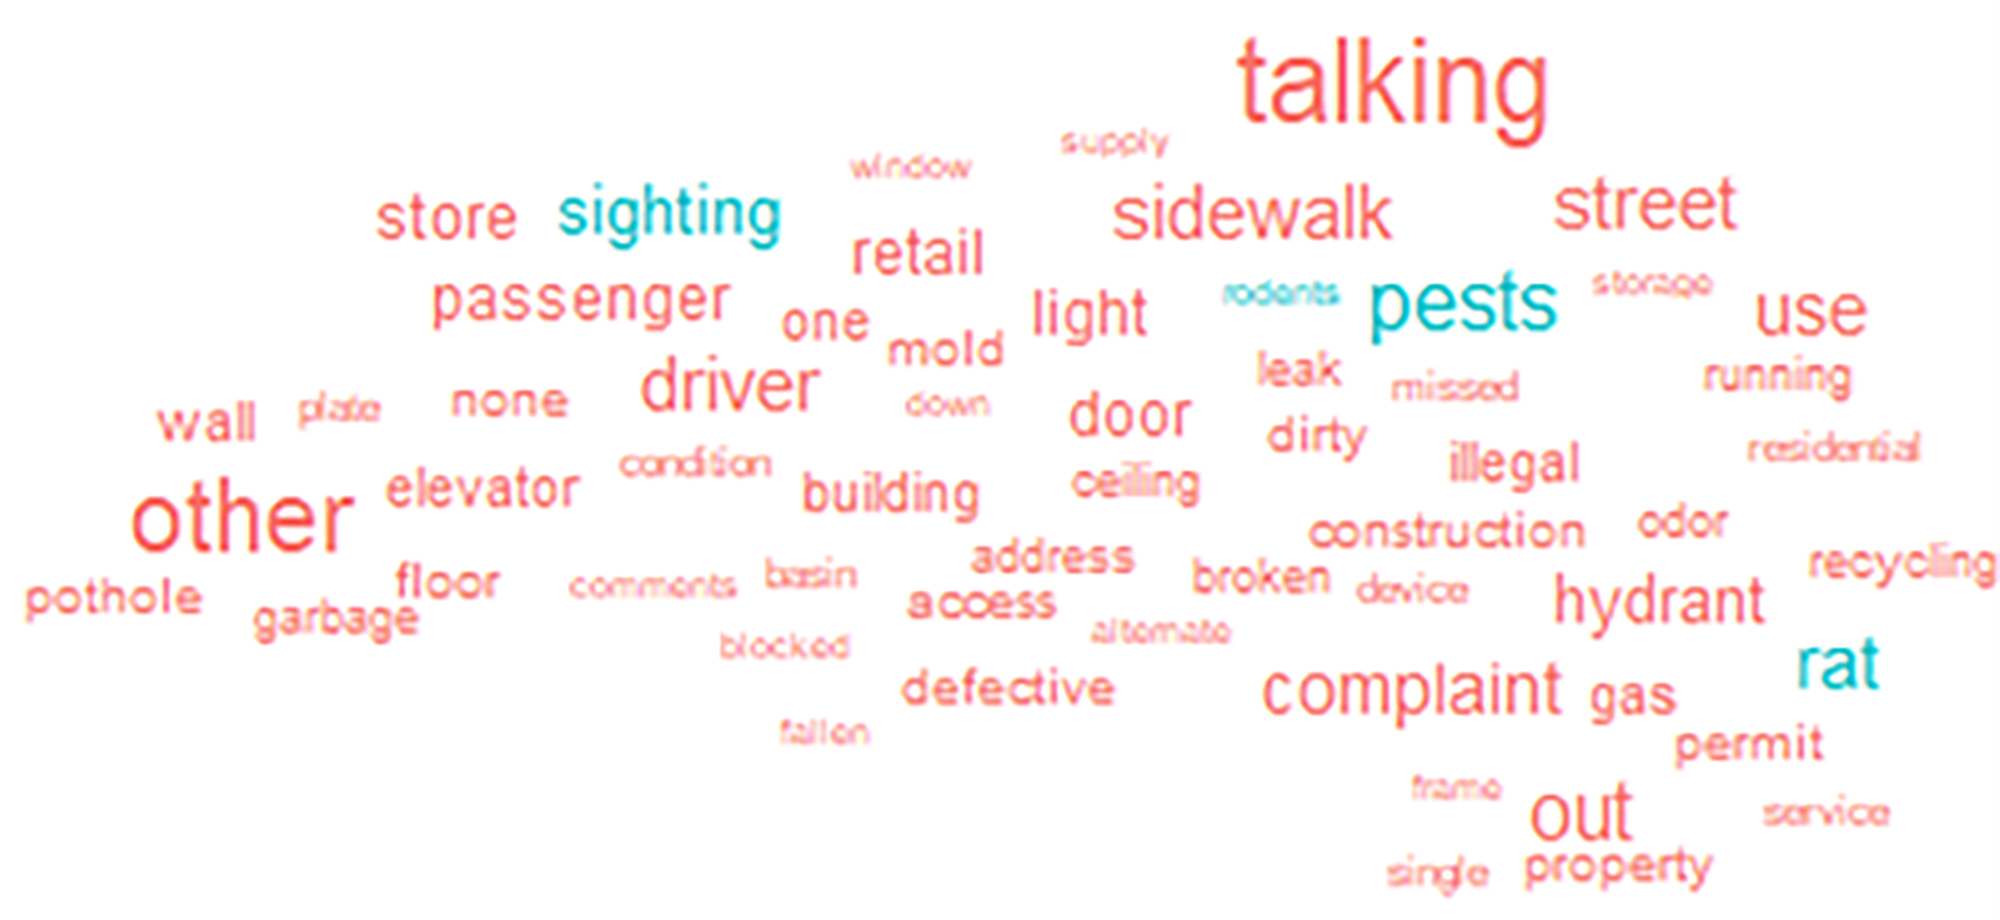 talking
supply
window
store sighting
sidewalk
street
retail
passenger
one
light
rodents
pests
storage
use
mold
driver
leak
missed
running
wall
plate
none
down
door
dirty
illegal
residential
other
elevator
condition
building
ceiling
construction
odor
pothole
garbage
floor
comments
basin
address
access
broken
device
hydrant
recycling
blocked
alternate
rat
defective
complaint
gas
fallen
permit
frame
out
service
single
property